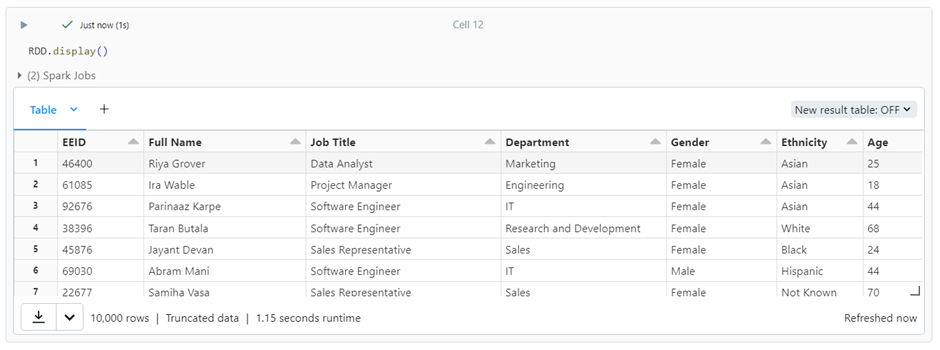 Just now (1s)
Cell 12
RDD.display()
(2) Spark Jobs
Table
+
New result table: OFF
EEID Full Name Job Title Department Gender Ethnicity Age
1 46400 Riya Grover Data Analyst Marketing Female Asian 25
2 61085 Ira Wable Project Manager Engineering Female Asian 18
3 92676 Parinaaz Karpe Software Engineer IT Female Asian 44
4 38396 Taran Butala Software Engineer Research and Development Female White 68
5 45876 Jayant Devan Sales Representative Sales Female Black 24
6 69030 Abram Mani Software Engineer IT Male Hispanic 44
7 22677 Samiha Vasa Sales Representative Sales Female Not Known 70
10,000 rows | Truncated data | 1.15 seconds runtime
Refreshed now